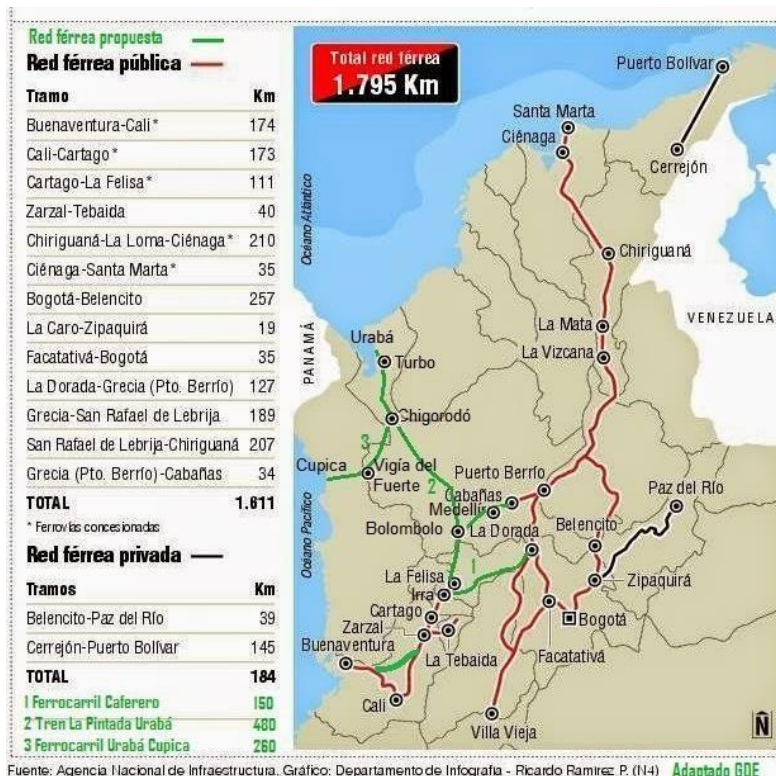 Red férrea propuesta
Red férrea pública
Tramo Km
Buenaventura-Cali* 174
Cali-Cartago* 173
Cartago-La Felisa* 111
Zarzal-Tebaida 40
Chiriguaná-La Loma-Ciénaga* 210
Ciénaga-Santa Marta* 35
Bogotá-Belencito 257
La Caro-Zipaquirá 19
Facatativá-Bogotá 35
La Dorada-Grecia (Pto. Berrío) 127
Grecia-San Rafael de Lebrija 189
San Rafael de Lebrija-Chiriguaná 207
Grecia (Pto. Berrío)-Cabañas 34
TOTAL 1.611
* Ferrovías concesionadas
Red férrea privada
Tramos Km
Belencito-Paz del Río 39
Cerrejón-Puerto Bolívar 145
TOTAL 184
1 Ferrocarril Caferero 150
2 Tren La Pintada Urabá 480
3 Ferrocarril Urabá Cupica 260
Total red férrea
1.795 Km
Puerto Bolívar
Santa Marta
Ciénaga
Cerrejón
Océano Atlántico
Chiriguaná
La Mata
VENEZUELA
PANAMÁ
Urabá
La Vizcana
Turbo
Chigorodó
3
Cupica
Vigía del
Fuerte
2
Puerto Berrío
Cabañas
Medellín
Paz del Río
Océano Pacífico
Bolombolo
La Dorada
Belencito
1
La Felisa
Irra
Zipaquirá
Cartago
Bogotá
Zarzal
Buenaventura
La Tebaida
Facatativá
Cali
Villa Vieja
N
Fuente: Agencia Nacional de Infraestructura. Gráfico: Departamento de Infografía - Ricardo Ramírez P. (N4) Adaptado GDE